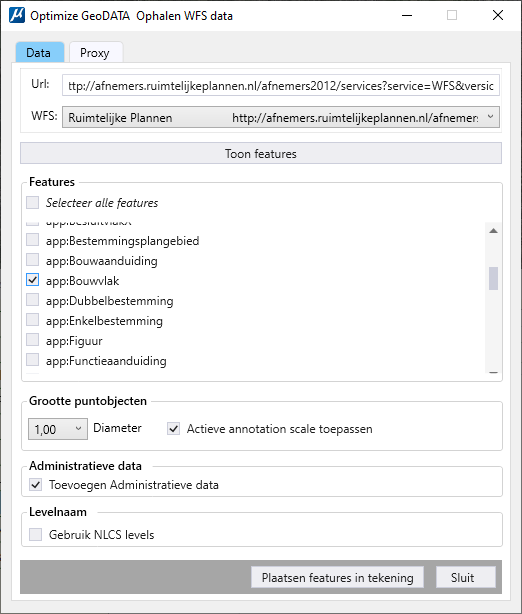 Optimize GeoDATA  Ophalen WFS data
Data Proxy
Url: ttp://afnemers.ruimtelijkeplannen.nl/afnemers2012/services?service=WFS&versic
WFS: Ruimtelijke Plannen http://afnemers.ruimtelijkeplannen.nl/afnemers
Toon features
Features
Selecteer alle features
app:BesluitvlakX
app:Bestemmingsplangebied
app:Bouwaanduiding
app:Bouwvlak
app:Dubbelbestemming
app:Enkelbestemming
app:Figuur
app:Functieaanduiding
Grootte puntobjecten
1,00 Diameter Actieve annotation scale toepassen
Administratieve data
Toevoegen Administratieve data
Levelnaam
Gebruik NLCS levels
Plaatsen features in tekening Sluit